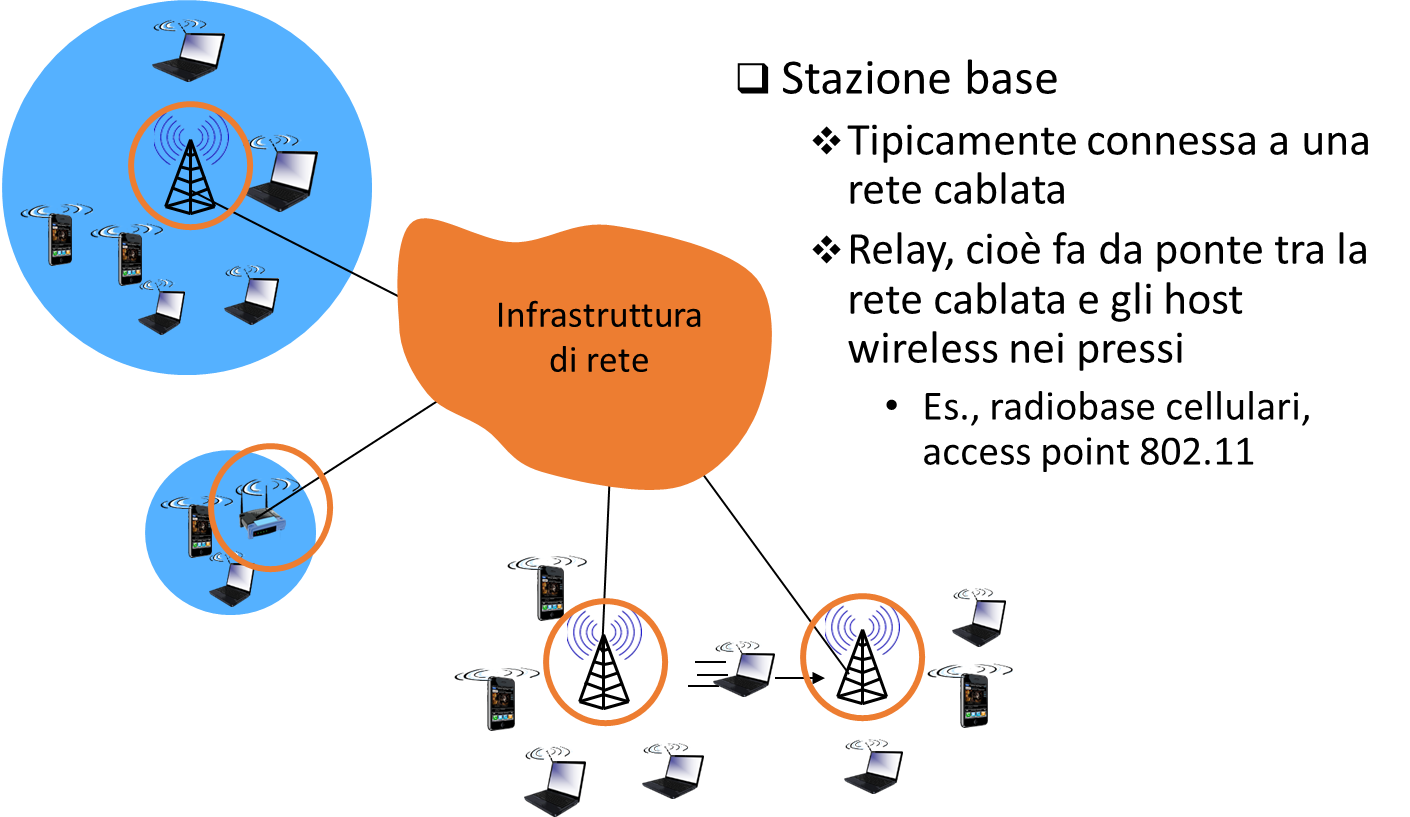 Stazione base
Tipicamente connessa a una
rete cablata
Relay, cioè fa da ponte tra la
rete cablata e gli host
wireless nei pressi
Es., radiobase cellulari,
access point 802.11
Infrastruttura
di rete